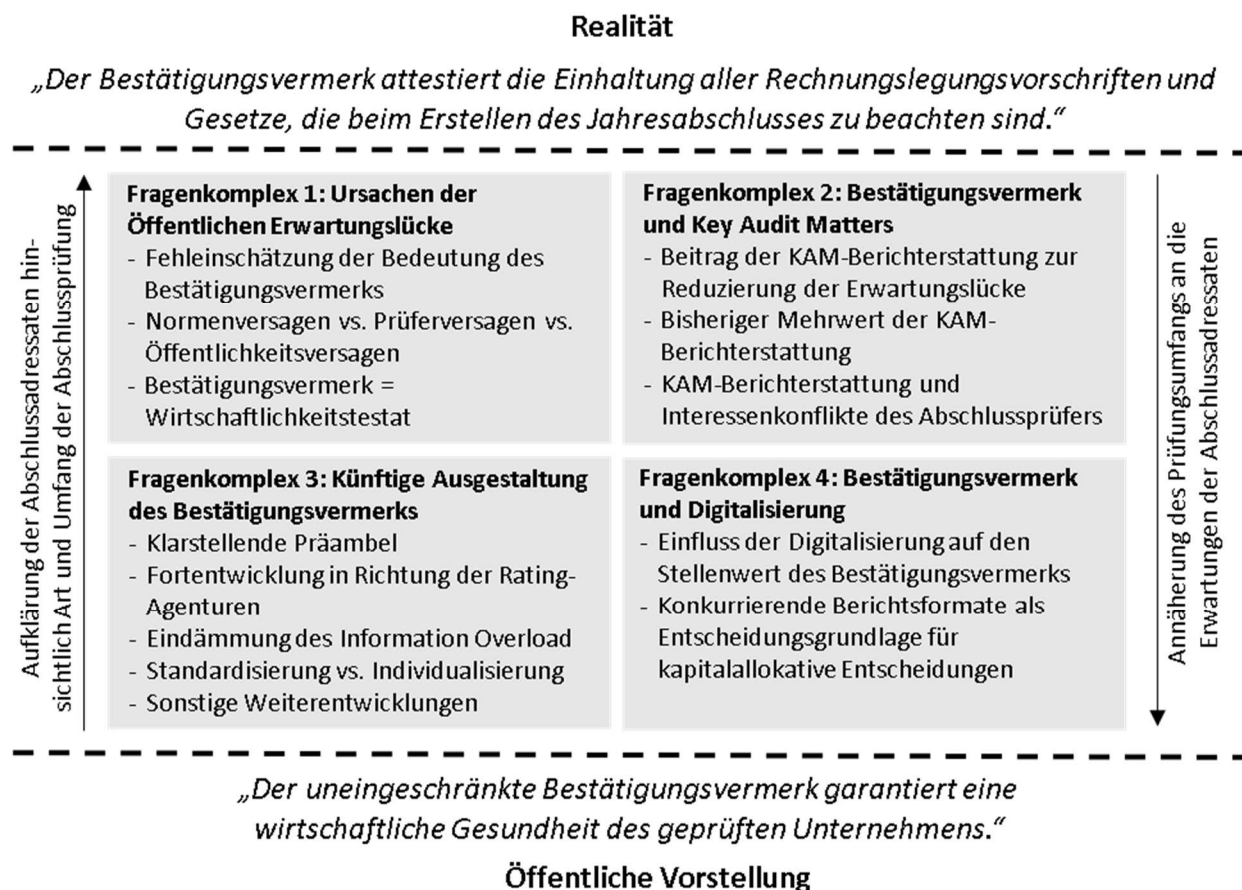 Realität
„Der Bestätigungsvermerk attestiert die Einhaltung aller Rechnungslegungsvorschriften und
Gesetze, die beim Erstellen des Jahresabschlusses zu beachten sind.“
Aufklärung der Abschlussadressaten hin-
sichtlich Art und Umfang der Abschlussprüfung
Fragenkomplex 1: Ursachen der
Öffentlichen Erwartungslücke
- Fehleinschätzung der Bedeutung des
Bestätigungsvermerks
- Normenversagen vs. Prüferversagen vs.
Öffentlichkeitsversagen
- Bestätigungsvermerk =
Wirtschaftlichkeitstestat
Fragenkomplex 2: Bestätigungsvermerk
und Key Audit Matters
- Beitrag der KAM-Berichterstattung zur
Reduzierung der Erwartungslücke
- Bisheriger Mehrwert der KAM-
Berichterstattung
- KAM-Berichterstattung und
Interessenkonflikte des Abschlussprüfers
Fragenkomplex 3: Künftige Ausgestaltung
des Bestätigungsvermerks
- Klarstellende Präambel
- Fortentwicklung in Richtung der Rating-
Agenturen
- Eindämmung des Information Overload
- Standardisierung vs. Individualisierung
- Sonstige Weiterentwicklungen
Fragenkomplex 4: Bestätigungsvermerk
und Digitalisierung
- Einfluss der Digitalisierung auf den
Stellenwert des Bestätigungsvermerks
- Konkurrierende Berichtsformate als
Entscheidungsgrundlage für
kapitalallokative Entscheidungen
Annäherung des Prüfungsumfangs an die
Erwartungen der Abschlussadressaten
„Der uneingeschränkte Bestätigungsvermerk garantiert eine
wirtschaftliche Gesundheit des geprüften Unternehmens.“
Öffentliche Vorstellung